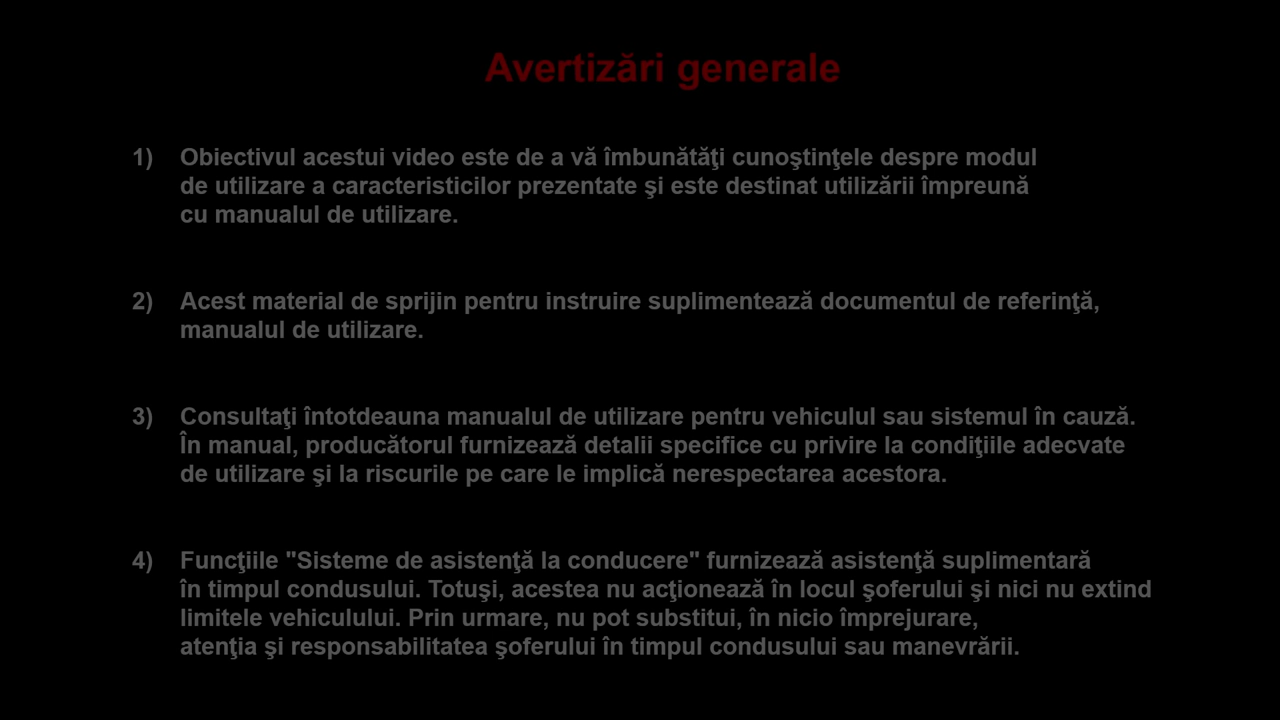 Avertizări generale
1) Obiectivul acestui video este de a vă îmbunătăţi cunoştinţele despre modul
de utilizare a caracteristicilor prezentate şi este destinat utilizării împreună
cu manualul de utilizare.
2) Acest material de sprijin pentru instruire suplimentează documentul de referinţă,
manualul de utilizare.
3) Consultaţi întotdeauna manualul de utilizare pentru vehiculul sau sistemul în cauză.
În manual, producătorul furnizează detalii specifice cu privire la condiţiile adecvate
de utilizare şi la riscurile pe care le implică nerespectarea acestora.
4) Funcţiile "Sisteme de asistenţă la conducere" furnizează asistenţă suplimentară
în timpul condusului. Totuşi, acestea nu acţionează în locul şoferului şi nici nu extind
limitele vehiculului. Prin urmare, nu pot substitui, în nicio împrejurare,
atenţia şi responsabilitatea şoferului în timpul condusului sau manevrării.